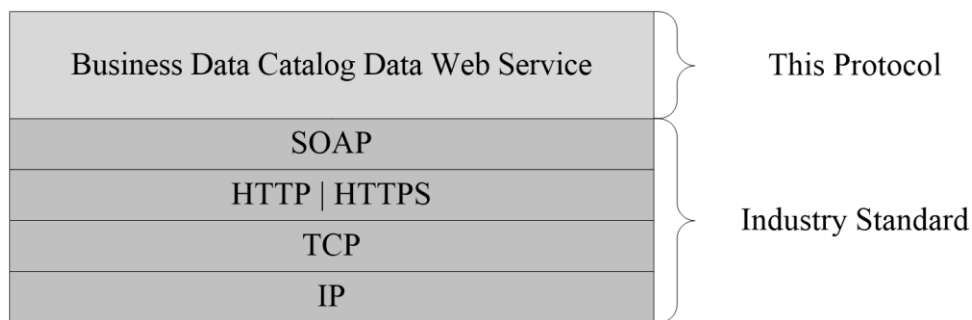 Business Data Catalog Data Web Service
This Protocol
SOAP
HTTP | HTTPS
TCP
IP
Industry Standard